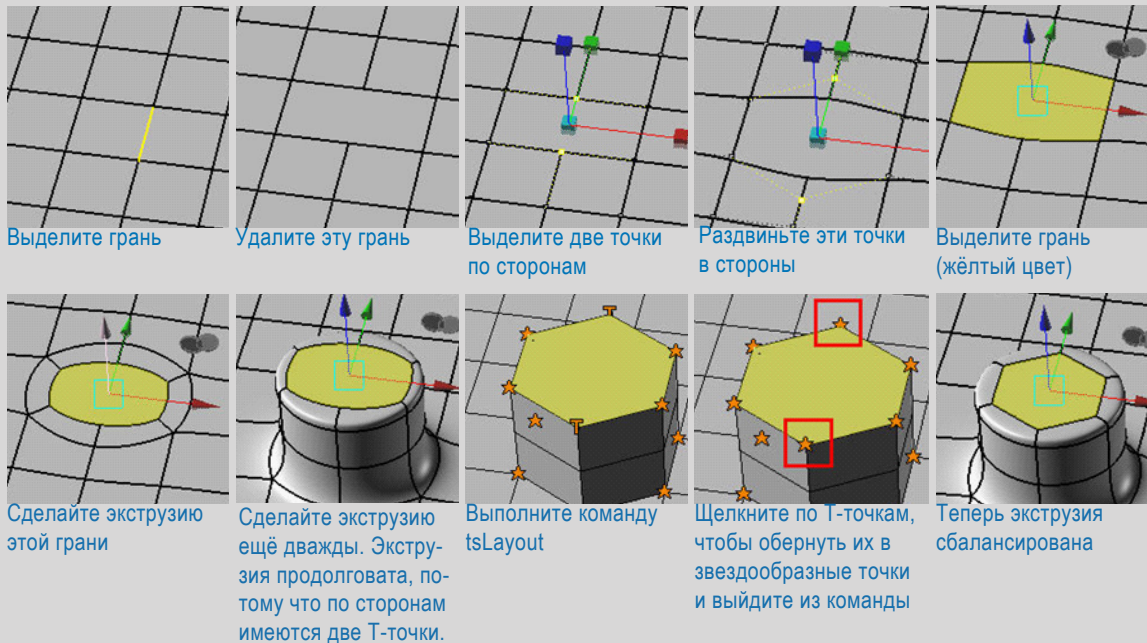 Выделите грань
Удалите эту грань
Выделите две точки
по сторонам
Раздвиньте эти точки
в стороны
Выделите грань
(жёлтый цвет)
Сделайте экструзию
этой грани
Сделайте экструзию
ещё дважды. Экстру-
зия продолговата, по-
тому что по сторонам
имеются две Т-точки.
Выполните команду
tsLayout
Щелкните по Т-точкам,
чтобы обернуть их в
звездообразные точки
и выйдите из команды
Теперь экструзия
сбалансирована